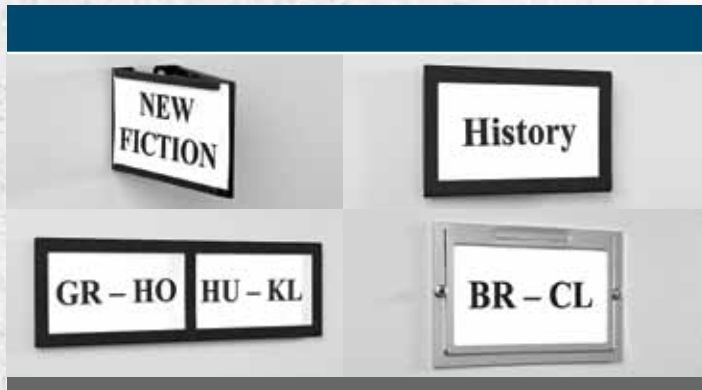 NEW
FICTION
History
GR – HO HU – KL
BR – CL